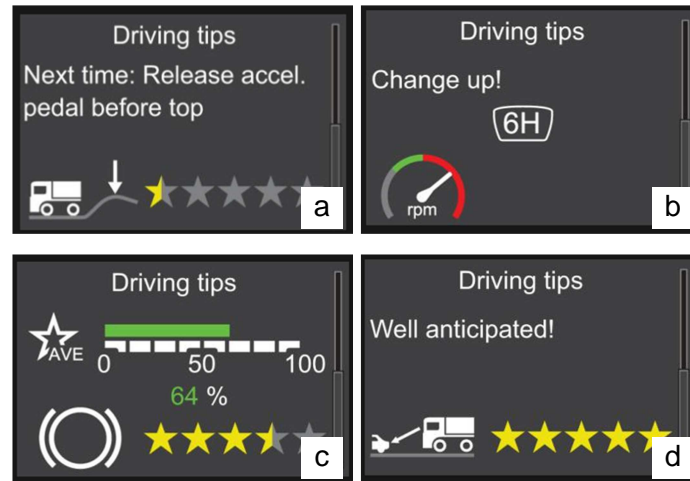 Driving tips
Next time: Release accel.
pedal before top
a
Driving tips
Change up!
6H
rpm
b
Driving tips
AVE
0 50 100
64 %
c
Driving tips
Well anticipated!
d